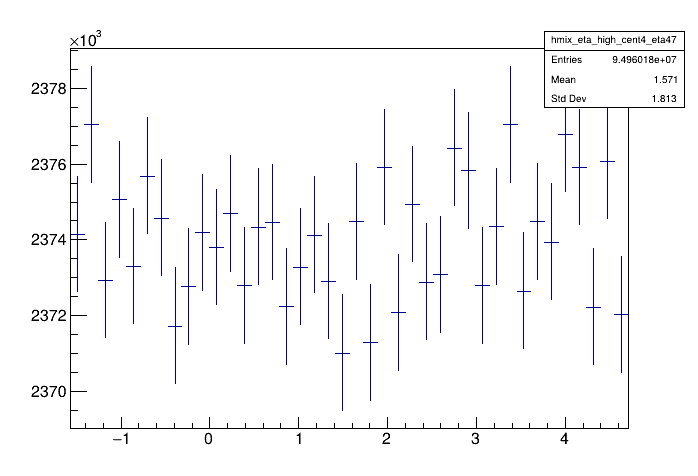 ×10³
hmix_eta_high_cent4_eta47
Entries 9.496018e+07
Mean 1.571
Std Dev 1.813
2378
2376
2374
2372
2370
−1 0 1 2 3 4